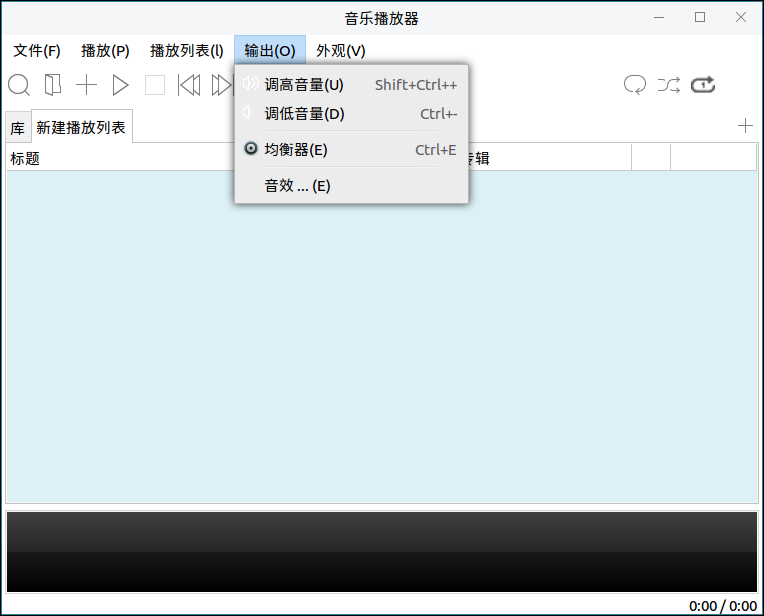 音乐播放器
文件(F) 播放(P) 播放列表(l) 输出(O) 外观(V)
调高音量(U) Shift+Ctrl++
调低音量(D) Ctrl+-
均衡器(E) Ctrl+E
音效 ... (E)
库 新建播放列表
标题 专辑
0:00 / 0:00